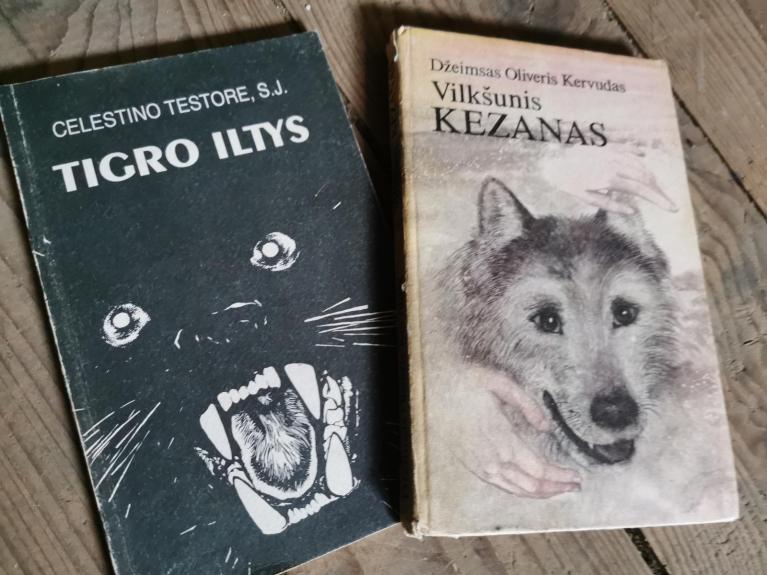 CELESTINO TESTORE, S.J.
TIGRO ILTYS
Džeimsas Oliveris Kervudas
Vilkšunis
KEZANAS